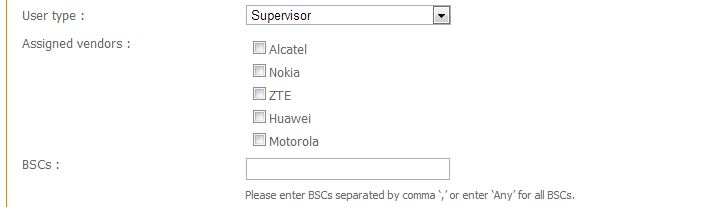 User type : Supervisor
Assigned vendors :
Alcatel
Nokia
ZTE
Huawei
Motorola
BSCs :
Please enter BSCs separated by comma ‘,’ or enter ‘Any’ for all BSCs.